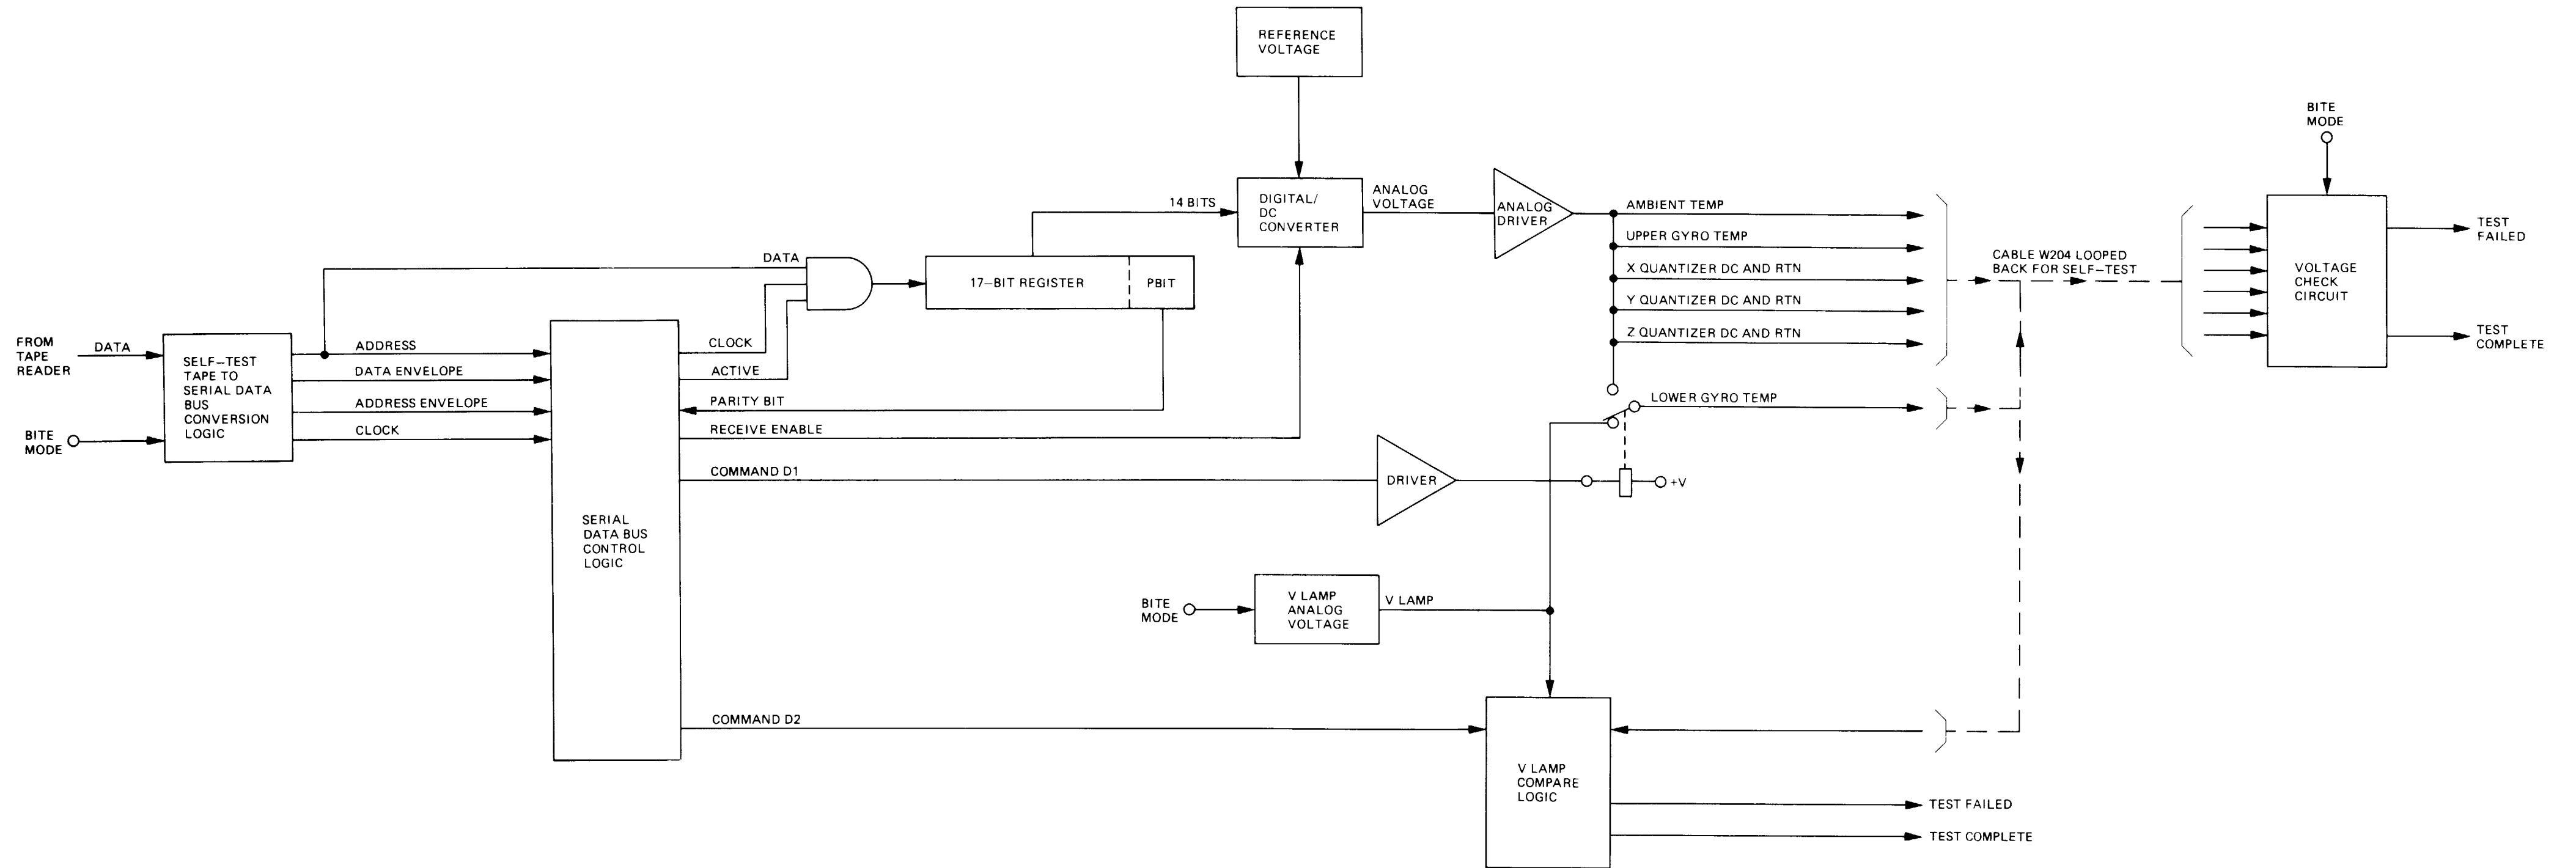 REFERENCE
VOLTAGE
BITE
MODE
14 BITS
DIGITAL/
DC
CONVERTER
ANALOG
VOLTAGE
ANALOG
DRIVER
AMBIENT TEMP
UPPER GYRO TEMP
X QUANTIZER DC AND RTN
Y QUANTIZER DC AND RTN
Z QUANTIZER DC AND RTN
CABLE W204 LOOPED
BACK FOR SELF-TEST
VOLTAGE
CHECK
CIRCUIT
TEST
FAILED
TEST
COMPLETE
DATA
17-BIT REGISTER
PBIT
FROM
TAPE
READER
DATA
BITE
MODE
SELF-TEST
TAPE TO
SERIAL DATA
BUS
CONVERSION
LOGIC
ADDRESS
DATA ENVELOPE
ADDRESS ENVELOPE
CLOCK
CLOCK
ACTIVE
PARITY BIT
RECEIVE ENABLE
COMMAND D1
LOWER GYRO TEMP
DRIVER
+V
SERIAL
DATA BUS
CONTROL
LOGIC
BITE
MODE
V LAMP
ANALOG
VOLTAGE
V LAMP
COMMAND D2
V LAMP
COMPARE
LOGIC
TEST FAILED
TEST COMPLETE